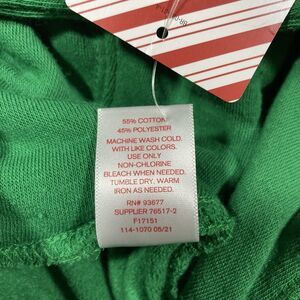 55% COTTON
45% POLYESTER
MACHINE WASH COLD.
WITH LIKE COLORS.
USE ONLY
NON-CHLORINE
BLEACH WHEN NEEDED.
TUMBLE DRY, WARM
IRON AS NEEDED.
RN# 93677
SUPPLIER 76517-2
F17151
114-1070 05/21